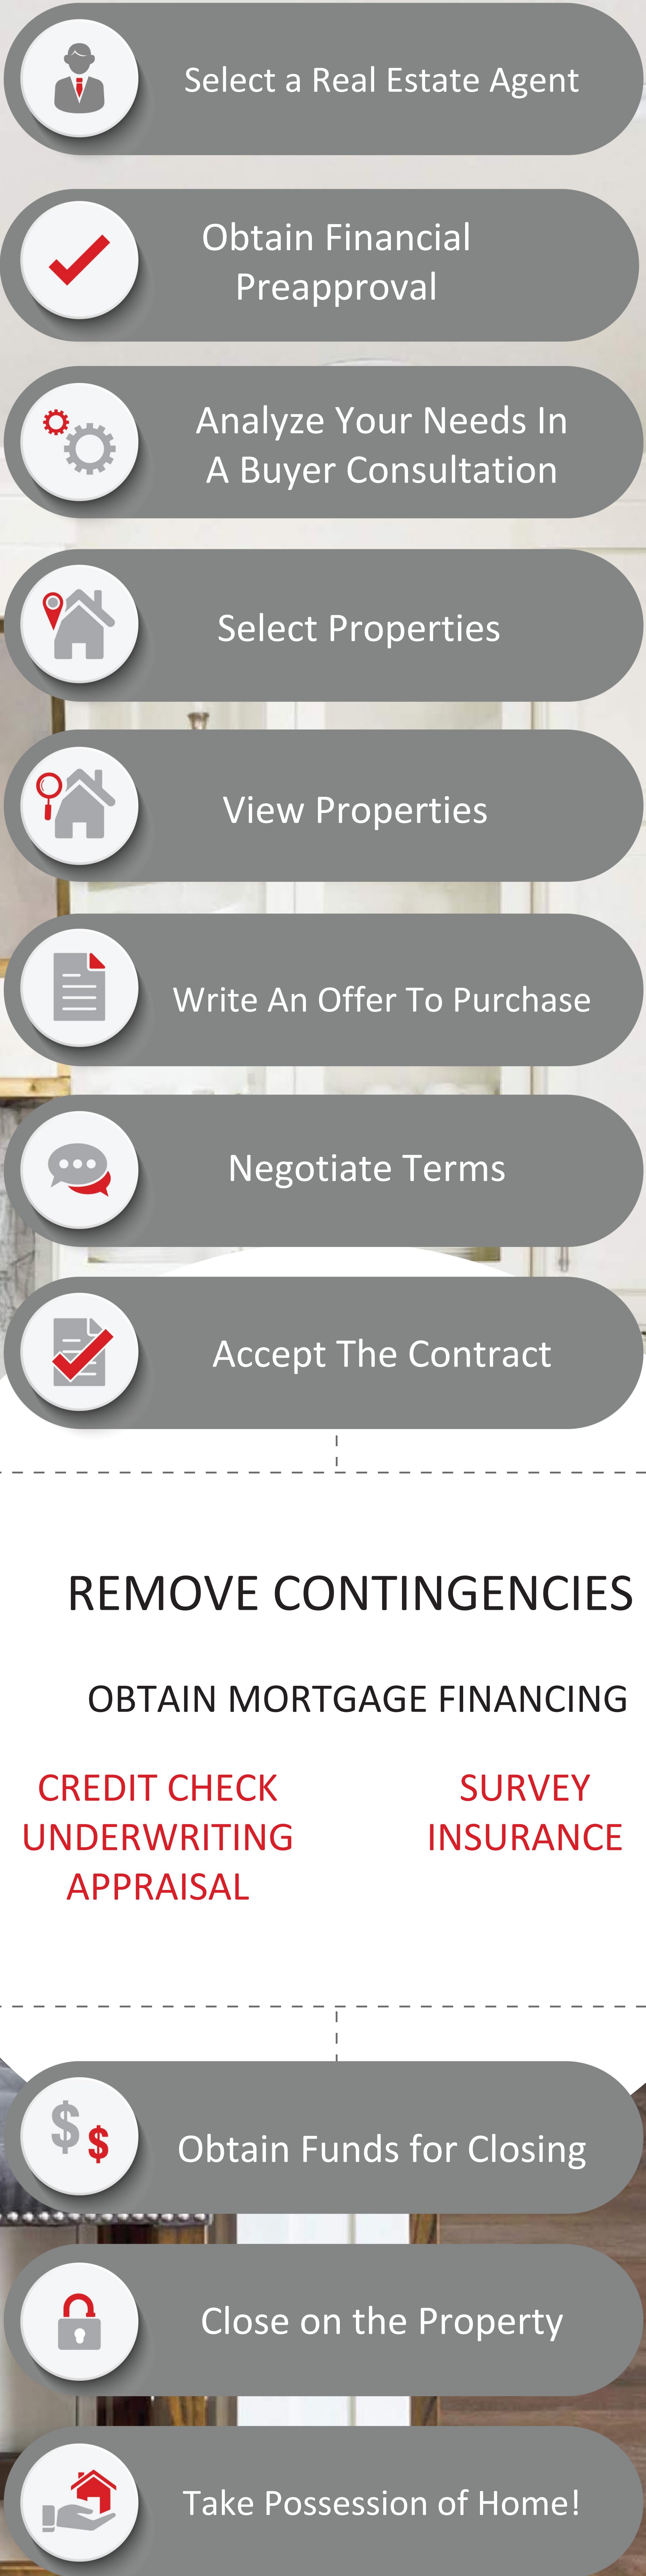 Select a Real Estate Agent
Obtain Financial
Preapproval
Analyze Your Needs In
A Buyer Consultation
Select Properties
View Properties
Write An Offer To Purchase
Negotiate Terms
Accept The Contract
REMOVE CONTINGENCIES
OBTAIN MORTGAGE FINANCING
CREDIT CHECK
UNDERWRITING
APPRAISAL
SURVEY
INSURANCE
$
$
Obtain Funds for Closing
Close on the Property
Take Possession of Home!